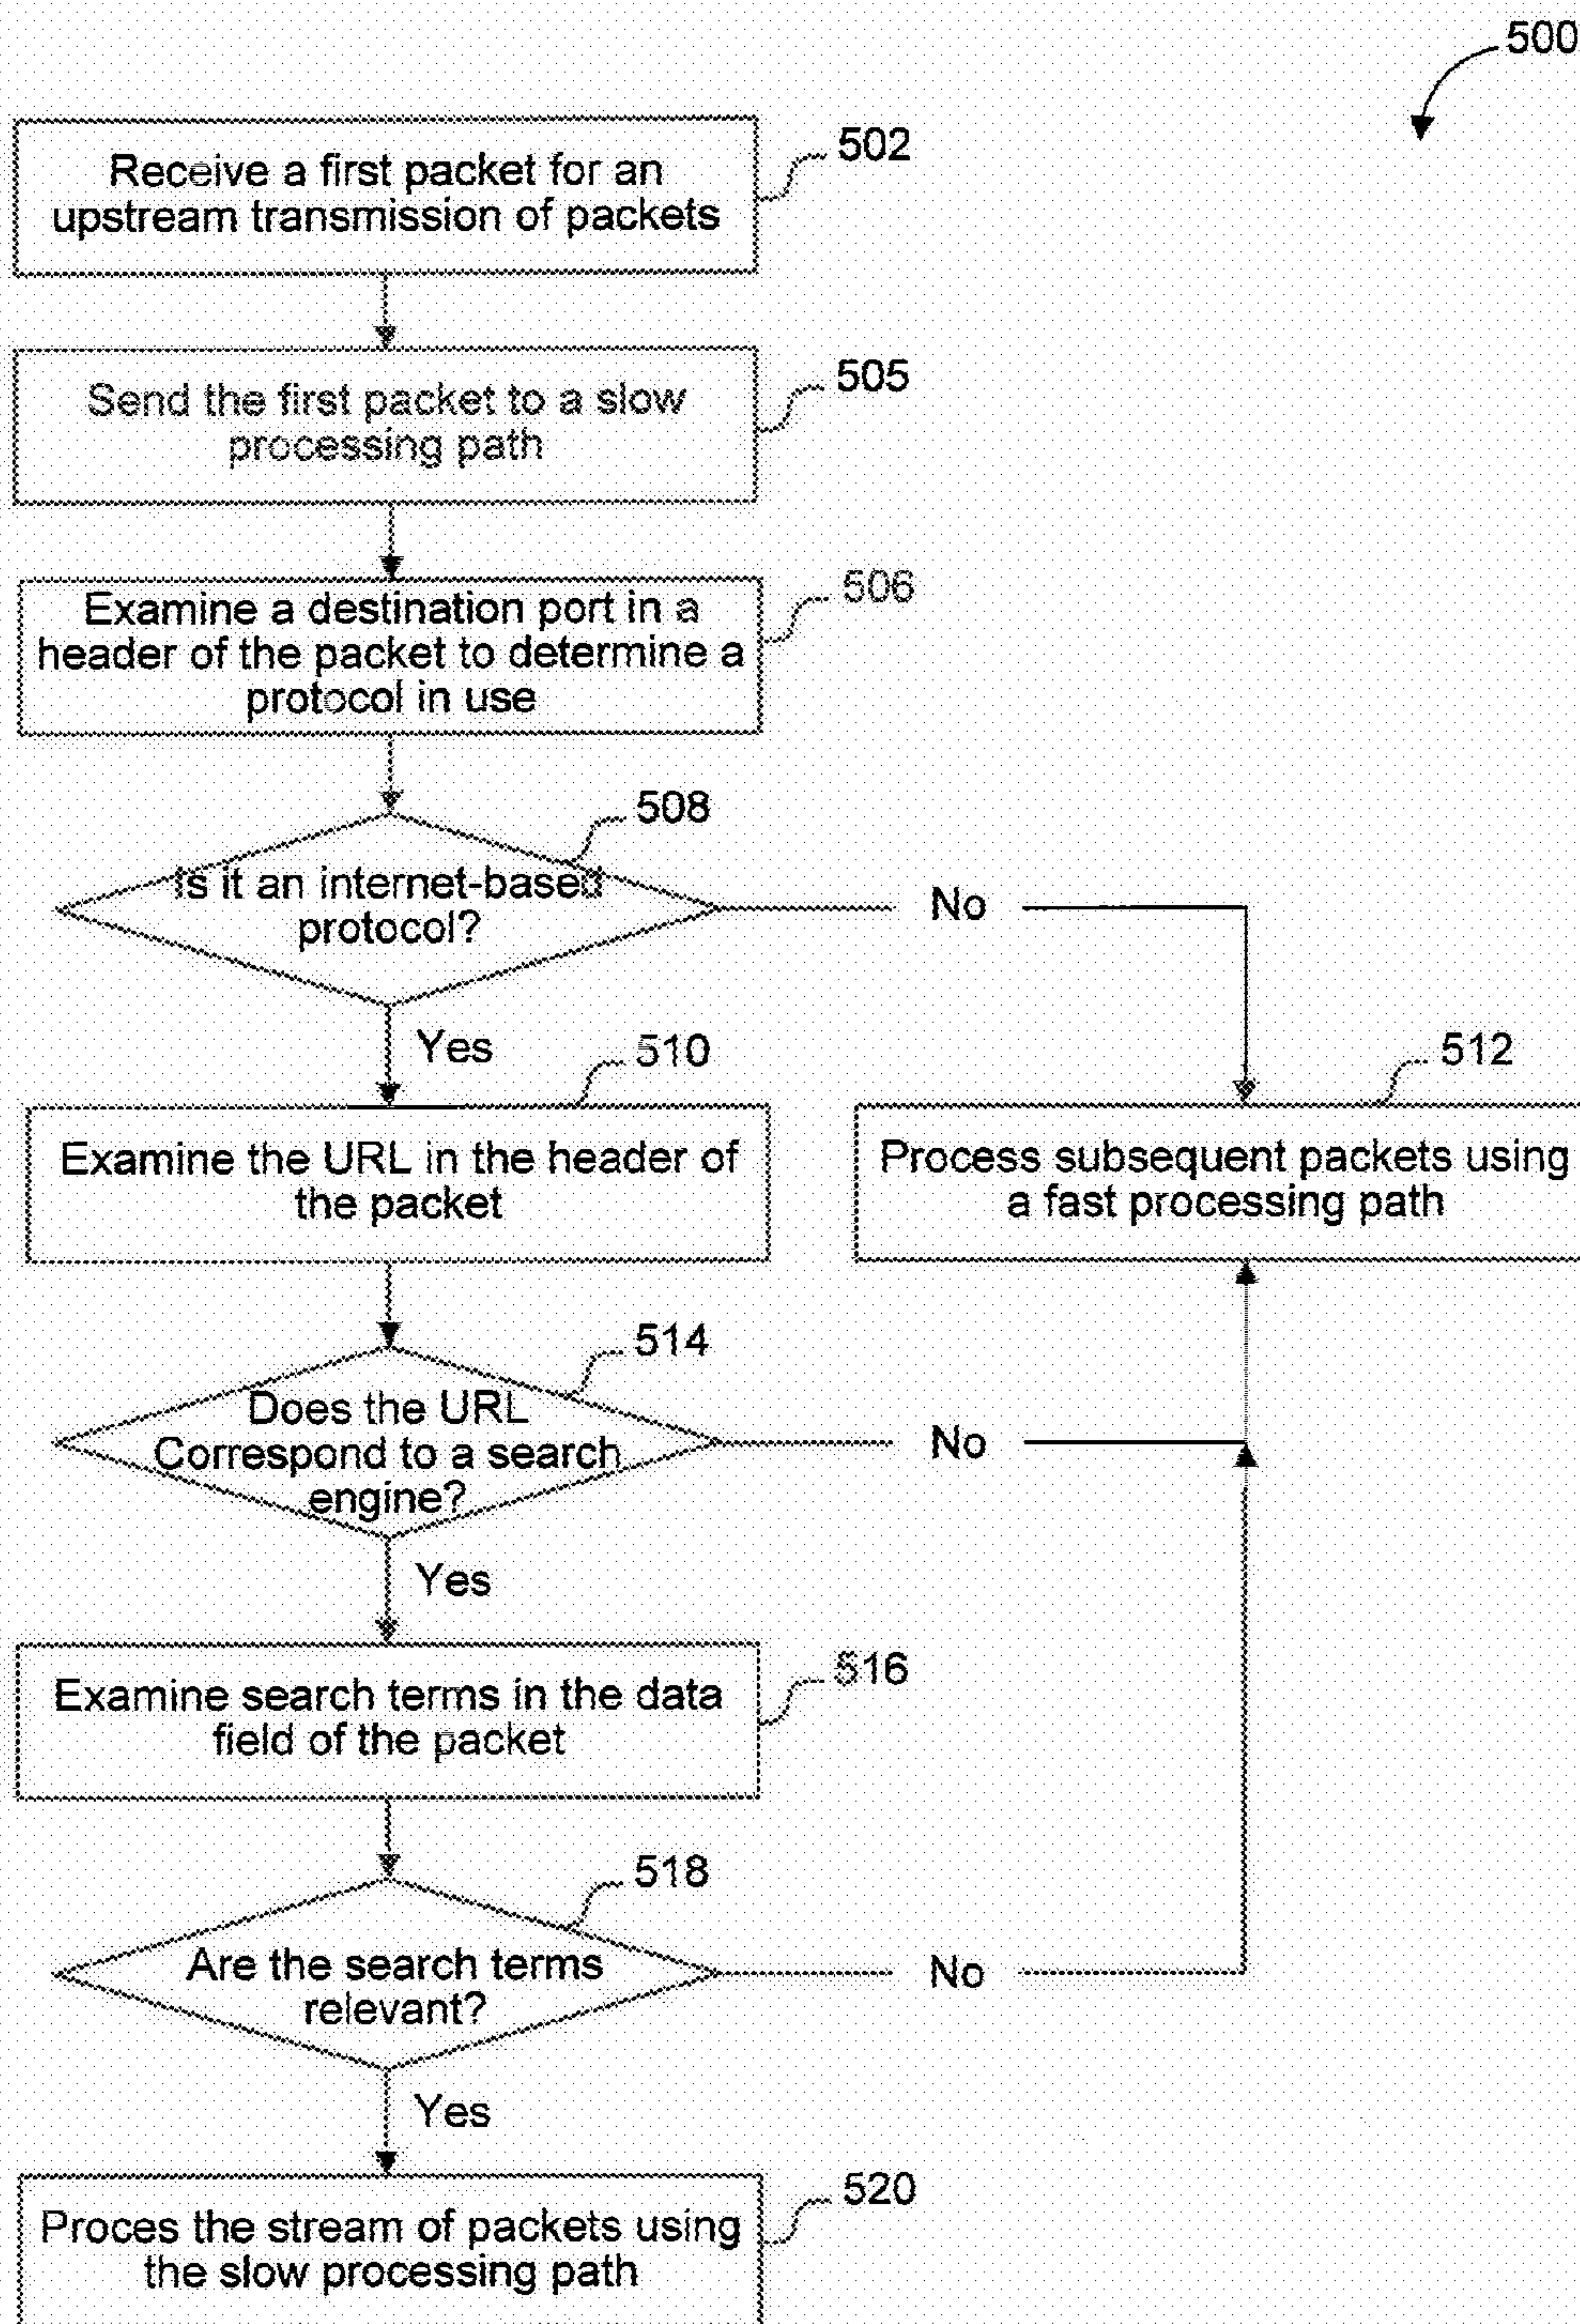 500
502
Receive a first packet for an
upstream transmission of packets
505
Send the first packet to a slow
processing path
506
Examine a destination port in a
header of the packet to determine a
protocol in use
508
Is it an internet-based
protocol?
No
Yes
510
Examine the URL in the header of
the packet
512
Process subsequent packets using
a fast processing path
514
Does the URL
Correspond to a search
engine?
No
Yes
516
Examine search terms in the data
field of the packet
518
Are the search terms
relevant?
No
Yes
520
Proces the stream of packets using
the slow processing path